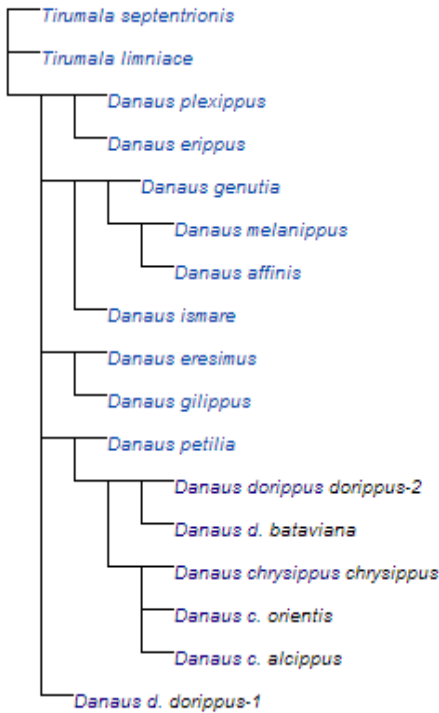 Tirumala septentrionis
Tirumala limniace
Danaus plexippus
Danaus erippus
Danaus genutia
Danaus melanippus
Danaus affinis
Danaus ismare
Danaus eresimus
Danaus gilippus
Danaus petilia
Danaus dorippus dorippus-2
Danaus d. bataviana
Danaus chrysippus chrysippus
Danaus c. orientis
Danaus c. alcippus
Danaus d. dorippus-1